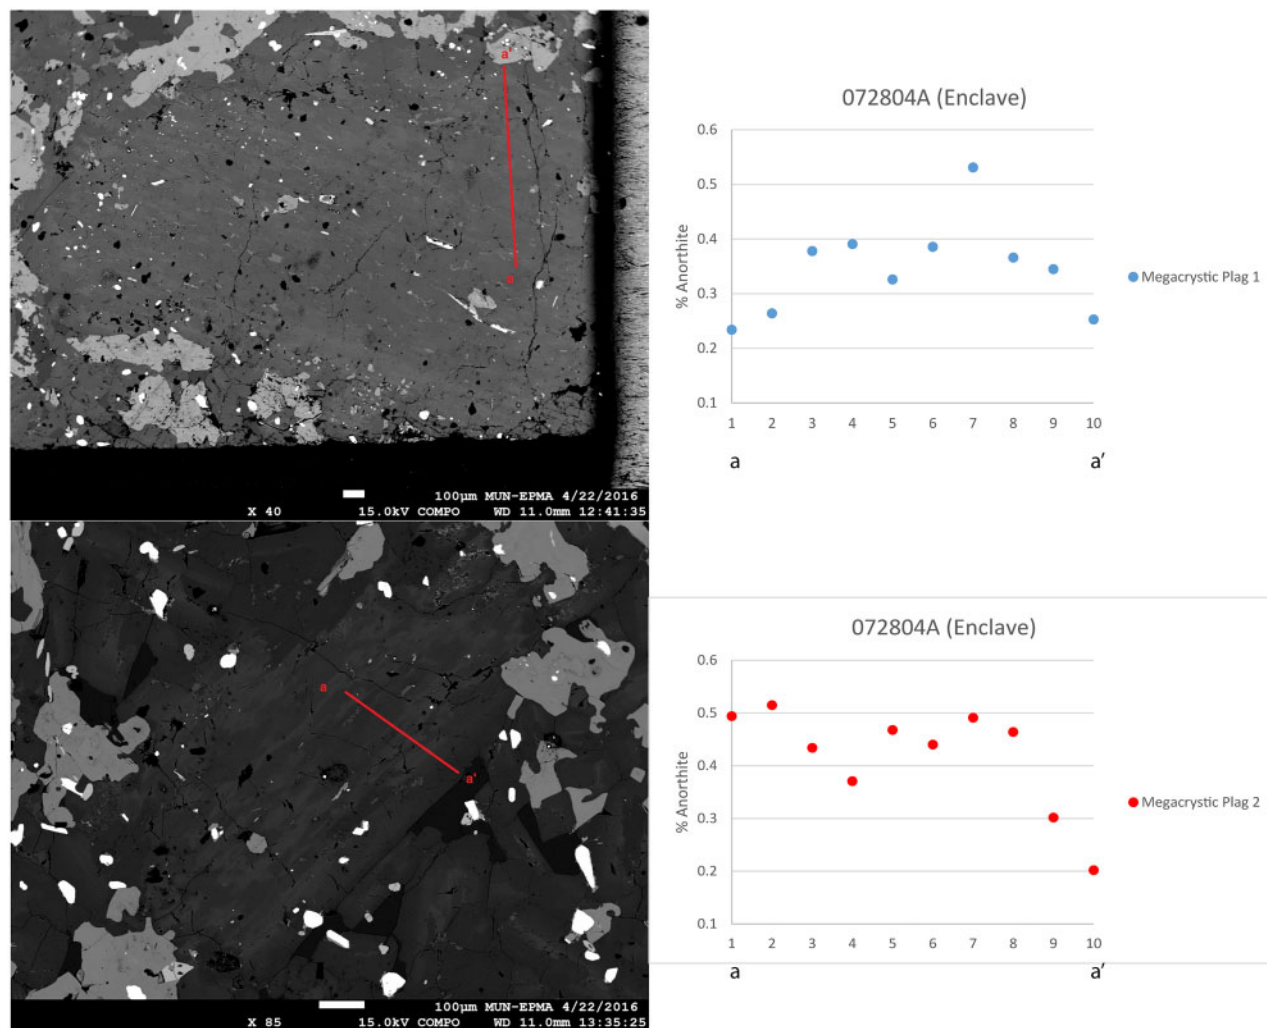 a'
a
100µm MUN-EPMA 4/22/2016
X 40 15.0kV COMPO WD 11.0mm 12:41:35
072804A (Enclave)
% Anorthite
0.6
0.5
0.4
0.3
0.2
0.1
1 2 3 4 5 6 7 8 9 10
a a′
Megacrystic Plag 1
a
a'
100µm MUN-EPMA 4/22/2016
X 85 15.0kV COMPO WD 11.0mm 13:35:25
072804A (Enclave)
% Anorthite
0.6
0.5
0.4
0.3
0.2
0.1
1 2 3 4 5 6 7 8 9 10
a a′
Megacrystic Plag 2